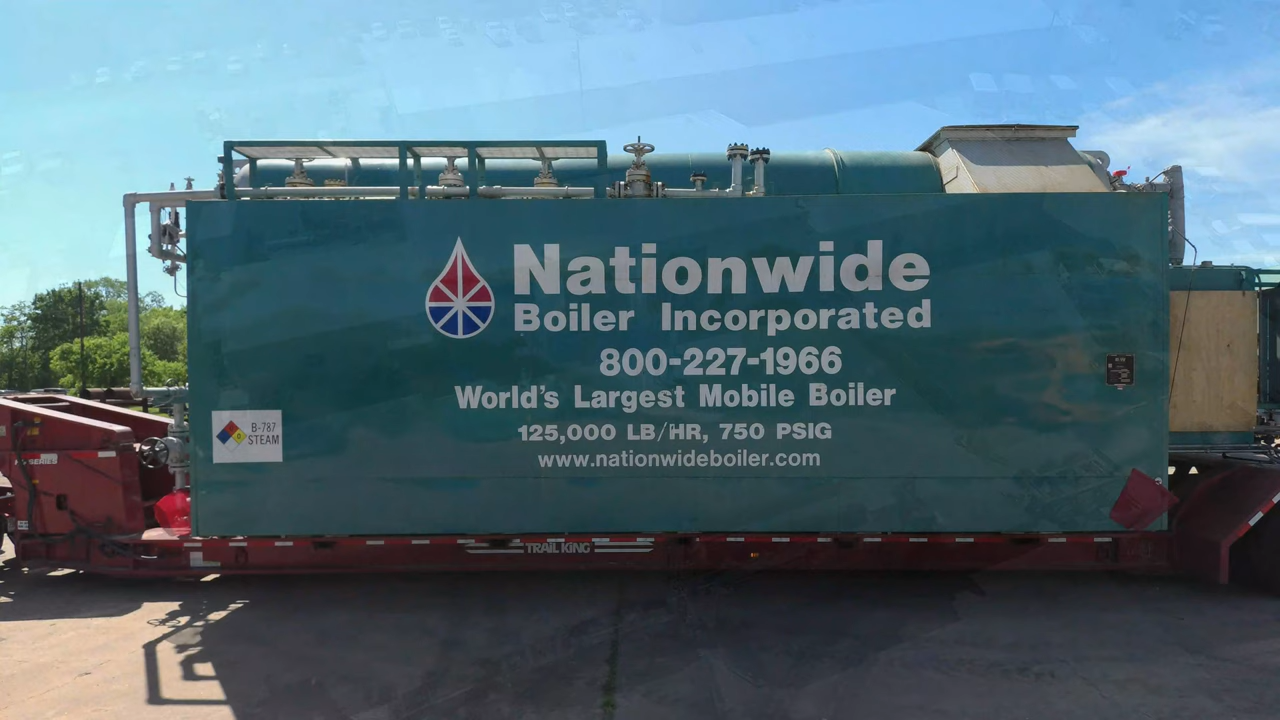 Nationwide
Boiler Incorporated
800-227-1966
World's Largest Mobile Boiler
125,000 LB/HR, 750 PSIG
www.nationwideboiler.com
B-787
STEAM
TRAIL KING